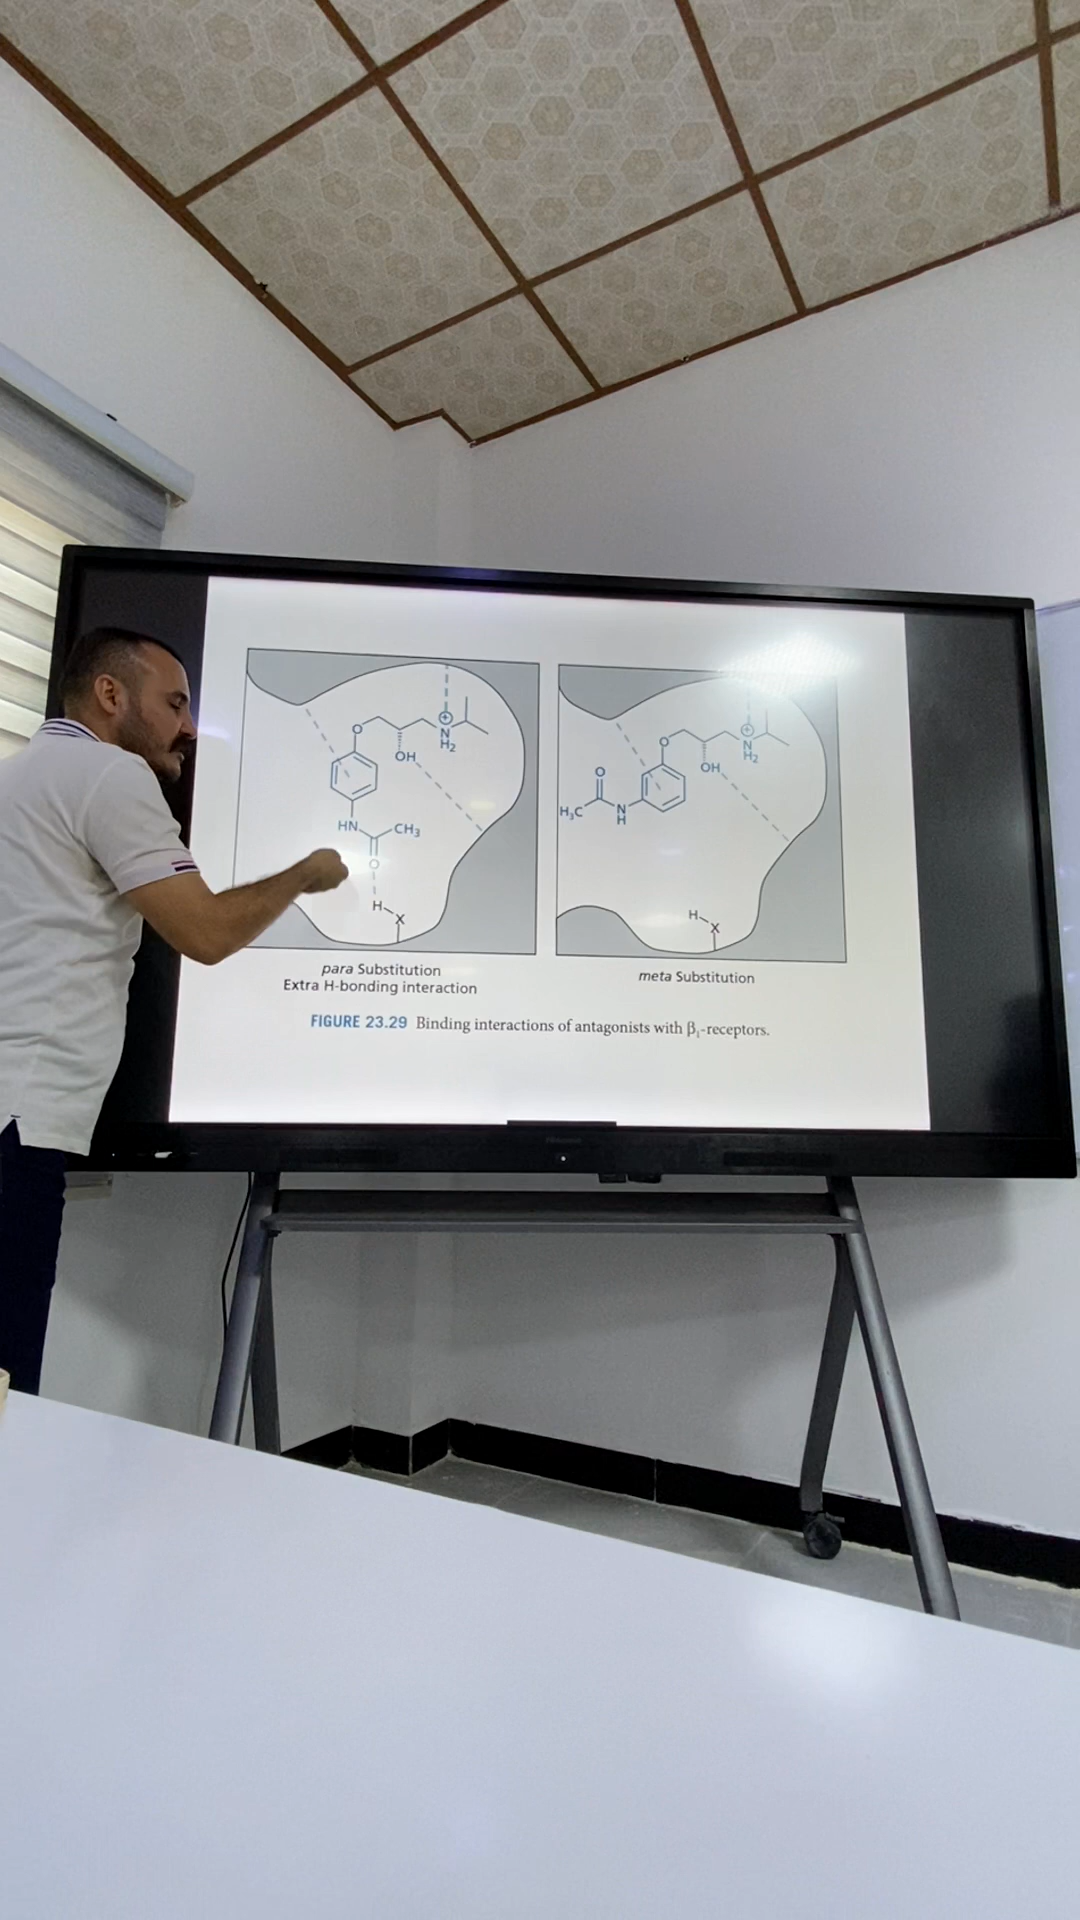 O
OH
⊕
N
H2
HN
CH3
O
H
X
para Substitution
Extra H-bonding interaction
O
OH
⊕
N
H2
O
H3C
N
H
H
X
meta Substitution
FIGURE 23.29 Binding interactions of antagonists with β1-receptors.